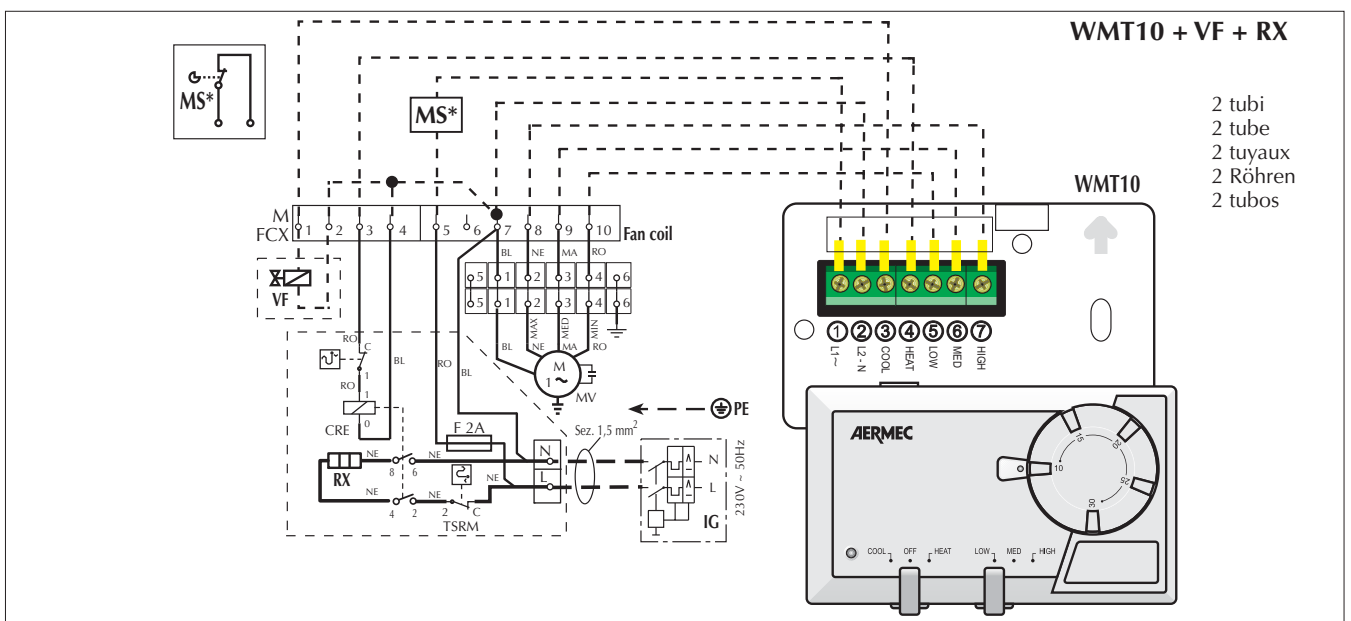 WMT10 + VF + RX
2 tubi
2 tube
2 tuyaux
2 Röhren
2 tubos
MS*
MS*
WMT10
M
FCX
1 2 3 4 5 6 7 8 9 10
Fan coil
BL NE MA RO
5 1 2 3 4 6
5 1 2 3 4 6
VF
MAX MED MIN
BL NE MA RO
M
1 ~
MV
RO
C
1
RO
1
0
BL
CRE
RO
BL
F 2A
Sez. 1,5 mm2
PE
N
L
RX
NE
8 6
NE
NE
4 2
NE
2 C
NE
TSRM
N
L
IG
230V ~ 50Hz
1 2 3 4 5 6 7
L1~
L2 - N
COOL
HEAT
LOW
MED
HIGH
AERMEC
10
15
20
25
30
COOL OFF HEAT
LOW MED HIGH